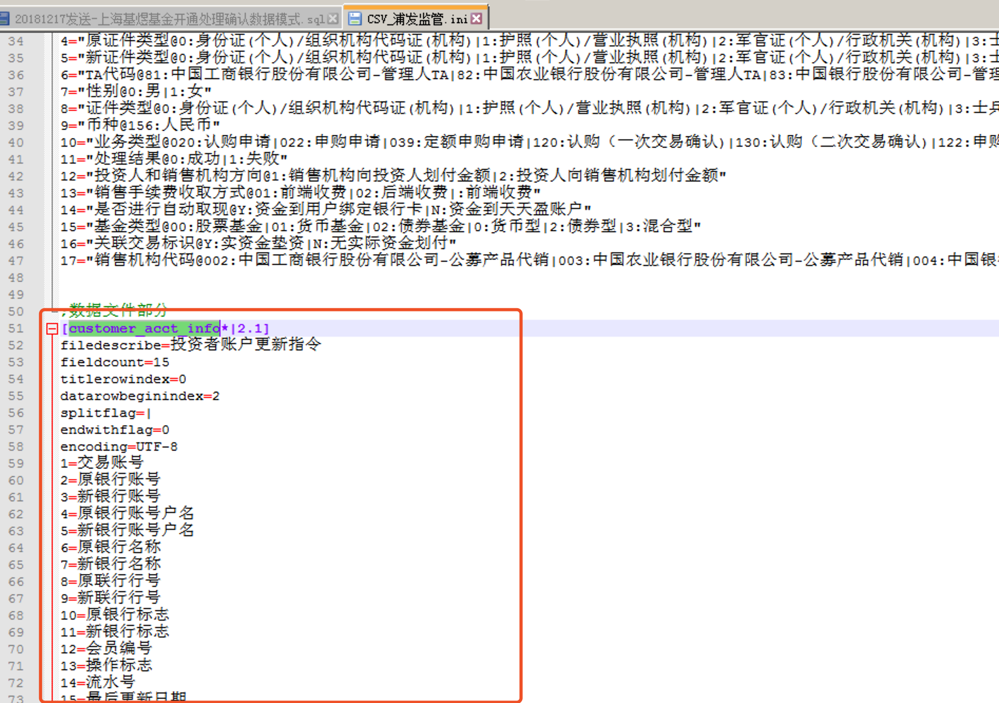 20181217发送-上海基煜基金开通处理确认数据模式.sql
CSV_浦发监管.ini
34 4="原证件类型@0:身份证(个人)/组织机构代码证(机构)|1:护照(个人)/营业执照(机构)|2:军官证(个人)/行政机关(机构)|3:士
35 5="新证件类型@0:身份证(个人)/组织机构代码证(机构)|1:护照(个人)/营业执照(机构)|2:军官证(个人)/行政机关(机构)|3:士
36 6="TA代码@81:中国工商银行股份有限公司-管理人TA|82:中国农业银行股份有限公司-管理人TA|83:中国银行股份有限公司-管理
37 7="性别@0:男|1:女"
38 8="证件类型@0:身份证(个人)/组织机构代码证(机构)|1:护照(个人)/营业执照(机构)|2:军官证(个人)/行政机关(机构)|3:士兵
39 9="币种@156:人民币"
40 10="业务类型@020:认购申请|022:申购申请|039:定额申购申请|120:认购（一次交易确认)|130:认购（二次交易确认)|122:申购
41 11="处理结果@0:成功|1:失败"
42 12="投资人和销售机构方向@1:销售机构向投资人划付金额|2:投资人向销售机构划付金额"
43 13="销售手续费收取方式@01:前端收费|02:后端收费|:前端收费"
44 14="是否进行自动取现@Y:资金到用户绑定银行卡|N:资金到天天盈账户"
45 15="基金类型@00:股票基金|01:货币基金|02:债券基金|0:货币型|2:债券型|3:混合型"
46 16="关联交易标识@Y:实资金垫资|N:无实际资金划付"
47 17="销售机构代码@002:中国工商银行股份有限公司-公募产品代销|003:中国农业银行股份有限公司-公募产品代销|004:中国银
48
49
50 ;数据文件部分
51 [customer_acct_info*|2.1]
52 filedescribe=投资者账户更新指令
53 fieldcount=15
54 titlerowindex=0
55 datarowbeginindex=2
56 splitflag=|
57 endwithflag=0
58 encoding=UTF-8
59 1=交易账号
60 2=原银行账号
61 3=新银行账号
62 4=原银行账号户名
63 5=新银行账号户名
64 6=原银行名称
65 7=新银行名称
66 8=原联行行号
67 9=新联行行号
68 10=原银行标志
69 11=新银行标志
70 12=会员编号
71 13=操作标志
72 14=流水号
73 15=最后更新日期